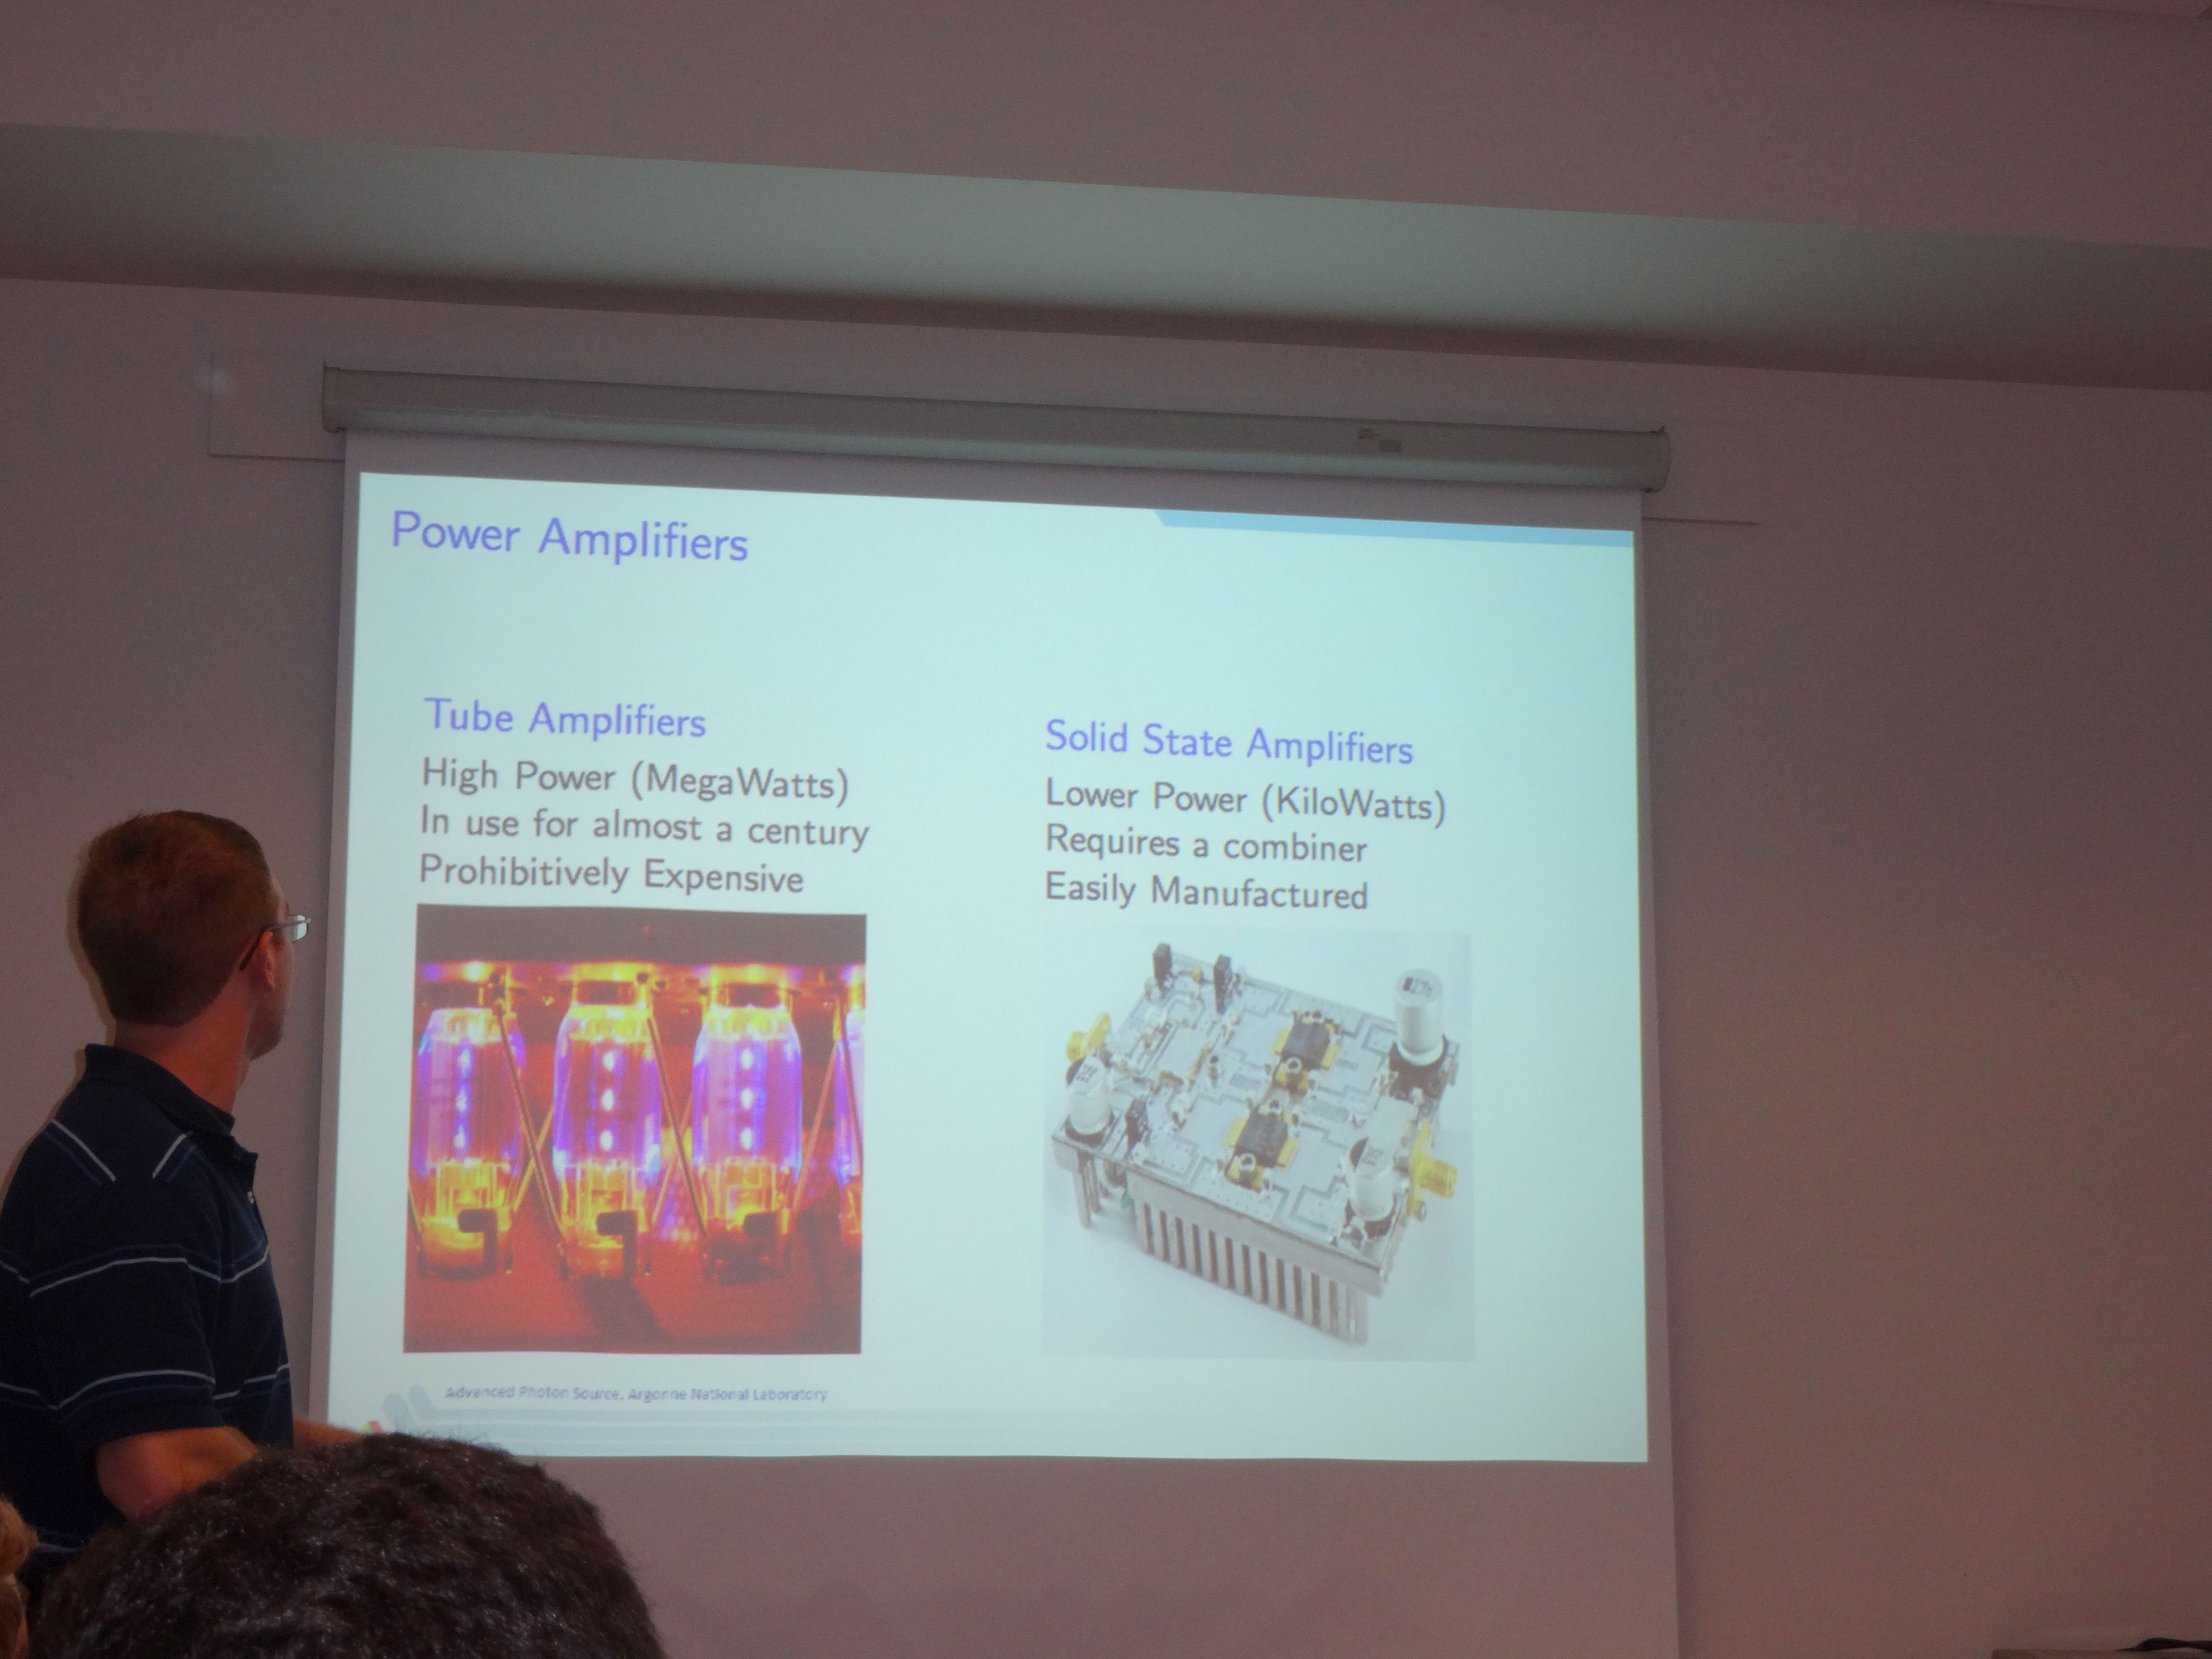 Power Amplifiers
Tube Amplifiers
High Power (MegaWatts)
In use for almost a century
Prohibitively Expensive
Solid State Amplifiers
Lower Power (KiloWatts)
Requires a combiner
Easily Manufactured
Advanced Photon Source, Argonne National Laboratory